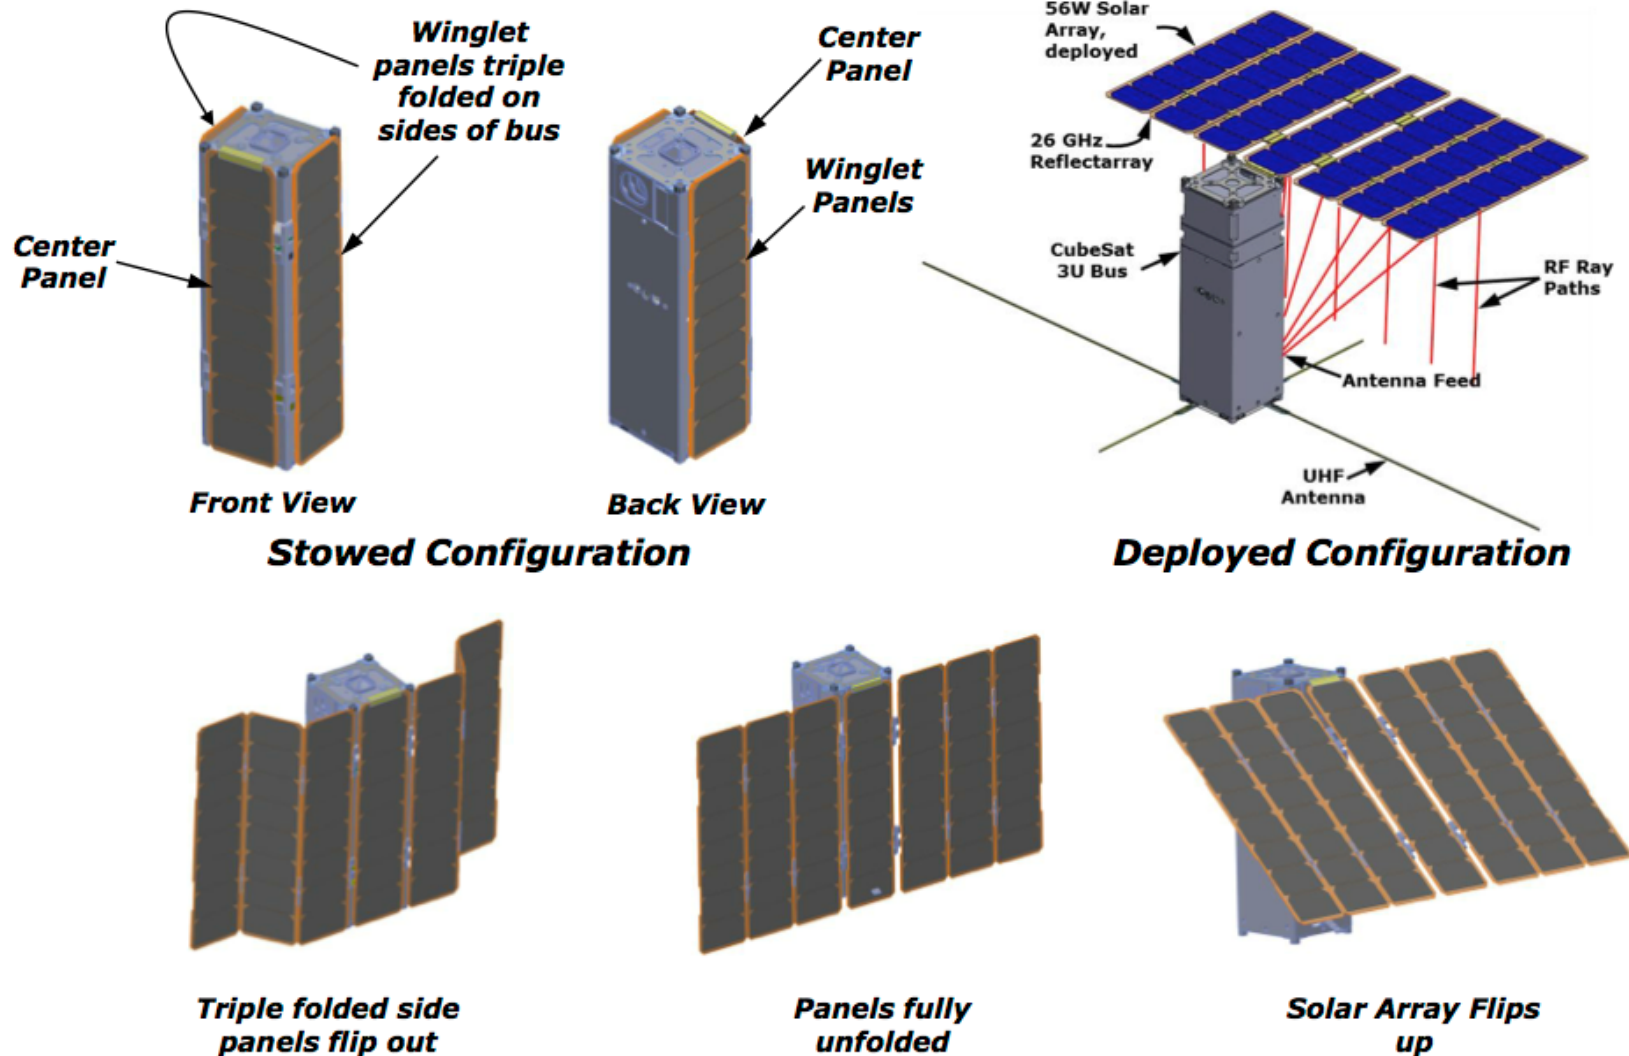 Winglet
panels triple
folded on
sides of bus
Center
Panel
Front View
Center
Panel
Winglet
Panels
Back View
Stowed Configuration
56W Solar
Array,
deployed
26 GHz
Reflectarray
CubeSat
3U Bus
RF Ray
Paths
Antenna Feed
UHF
Antenna
Deployed Configuration
Triple folded side
panels flip out
Panels fully
unfolded
Solar Array Flips
up